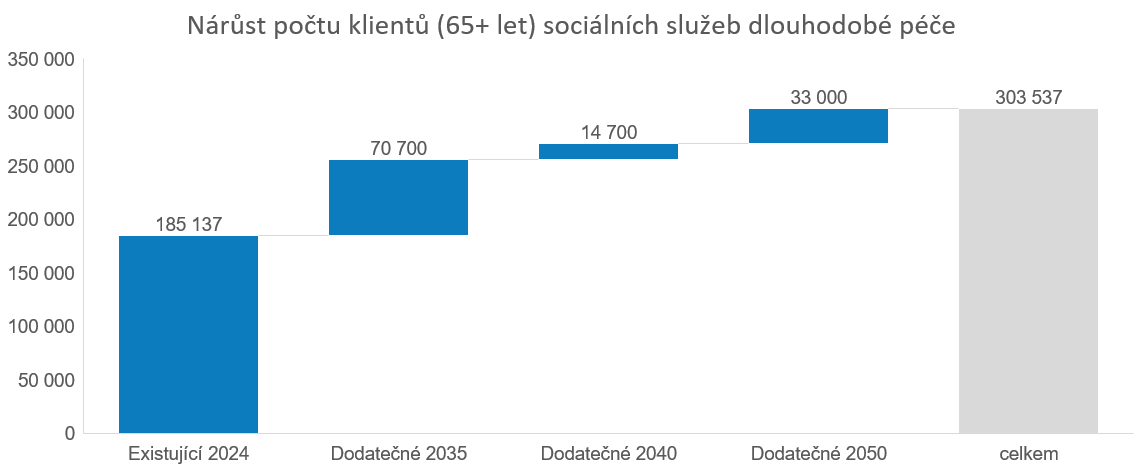 Nárůst počtu klientů (65+ let) sociálních služeb dlouhodobé péče
350 000
300 000
250 000
200 000
150 000
100 000
50 000
0
185 137
70 700
14 700
33 000
303 537
Existující 2024
Dodatečné 2035
Dodatečné 2040
Dodatečné 2050
celkem